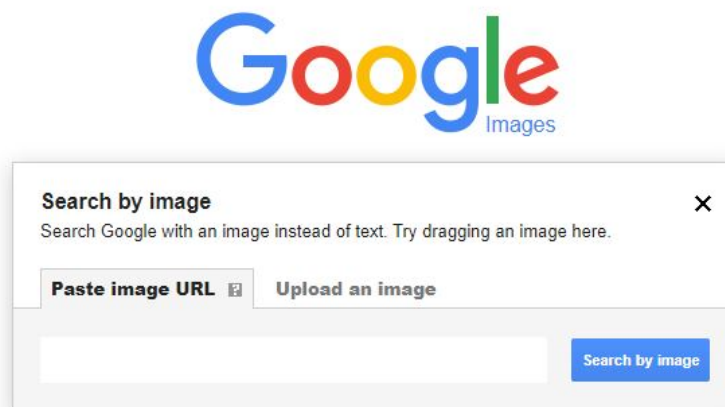 Google
Images
Search by image
Search Google with an image instead of text. Try dragging an image here.
Paste image URL ?
Upload an image
Search by image